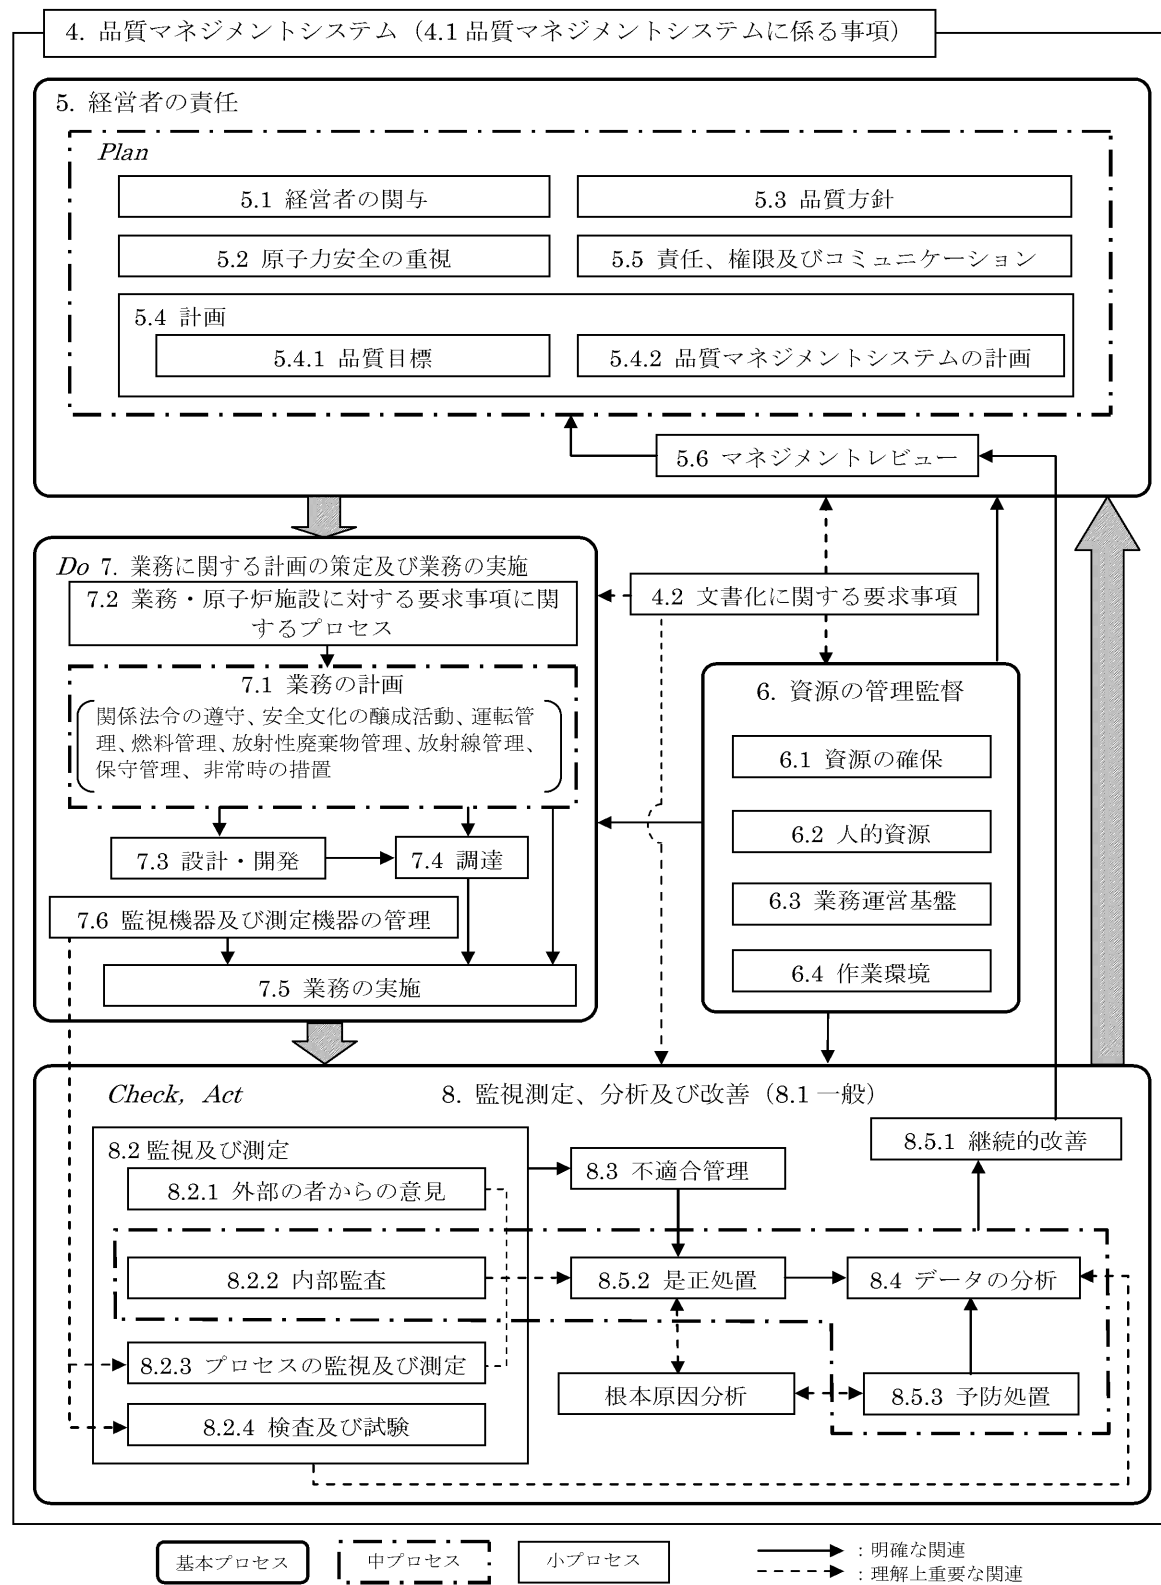 4. 品質マネジメントシステム（4.1品質マネジメントシステムに係る事項）
5. 経営者の責任
Plan
5.1 経営者の関与
5.3 品質方針
5.2 原子力安全の重視
5.5 責任、権限及びコミュニケーション
5.4 計画
5.4.1 品質目標
5.4.2 品質マネジメントシステムの計画
5.6 マネジメントレビュー
Do 7. 業務に関する計画の策定及び業務の実施
7.2 業務・原子炉施設に対する要求事項に関
するプロセス
4.2 文書化に関する要求事項
7.1 業務の計画
関係法令の遵守、安全文化の醸成活動、運転管
理、燃料管理、放射性廃棄物管理、放射線管理、
保守管理、非常時の措置
7.3 設計・開発
7.4 調達
7.6 監視機器及び測定機器の管理
7.5 業務の実施
6. 資源の管理監督
6.1 資源の確保
6.2 人的資源
6.3 業務運営基盤
6.4 作業環境
Check, Act
8. 監視測定、分析及び改善（8.1一般）
8.2監視及び測定
8.2.1 外部の者からの意見
8.3 不適合管理
8.5.1 継続的改善
8.2.2 内部監査
8.5.2 是正処置
8.4 データの分析
8.2.3 プロセスの監視及び測定
根本原因分析
8.5.3 予防処置
8.2.4 検査及び試験
基本プロセス
中プロセス
小プロセス
：明確な関連
：理解上重要な関連